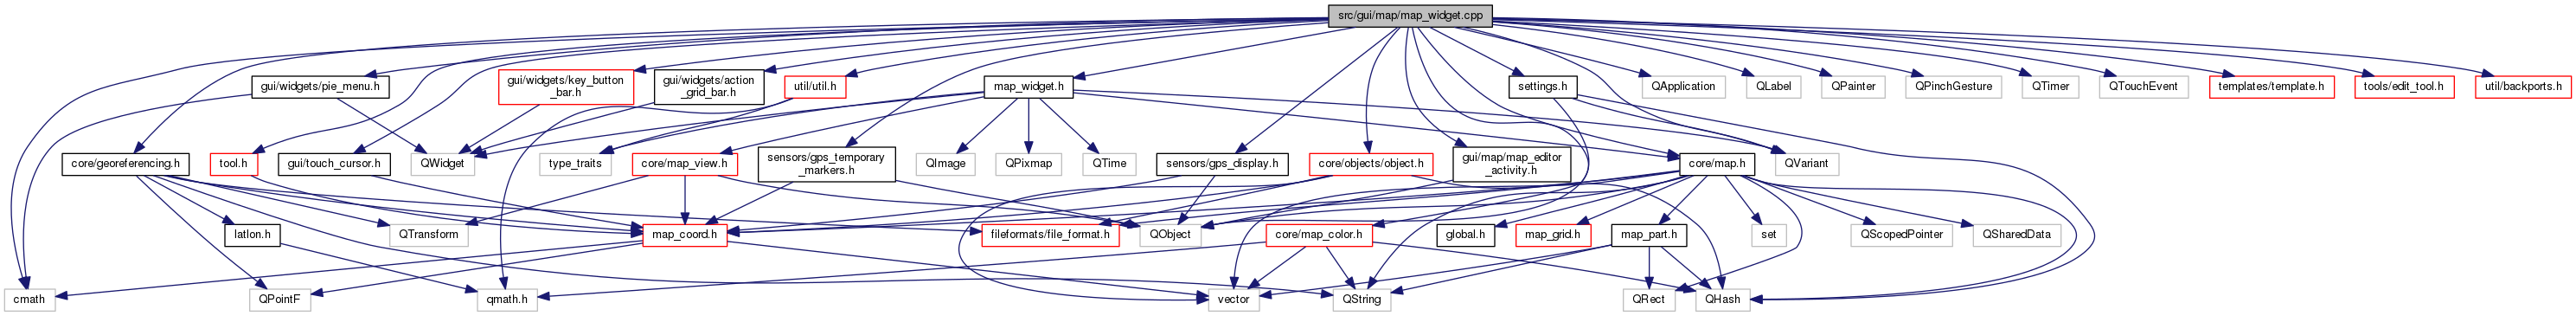 src/gui/map/map_widget.cpp
gui/widgets/pie_menu.h
gui/widgets/key_button
_bar.h
gui/widgets/action
_grid_bar.h
util/util.h
map_widget.h
settings.h
QApplication
QLabel
QPainter
QPinchGesture
QTimer
QTouchEvent
templates/template.h
tools/edit_tool.h
util/backports.h
core/georeferencing.h
tool.h
gui/touch_cursor.h
QWidget
type_traits
core/map_view.h
sensors/gps_temporary
_markers.h
QImage
QPixmap
QTime
sensors/gps_display.h
core/objects/object.h
gui/map/map_editor
_activity.h
core/map.h
QVariant
latlon.h
QTransform
map_coord.h
fileformats/file_format.h
QObject
core/map_color.h
global.h
map_grid.h
map_part.h
set
QScopedPointer
QSharedData
cmath
QPointF
qmath.h
vector
QString
QRect
QHash